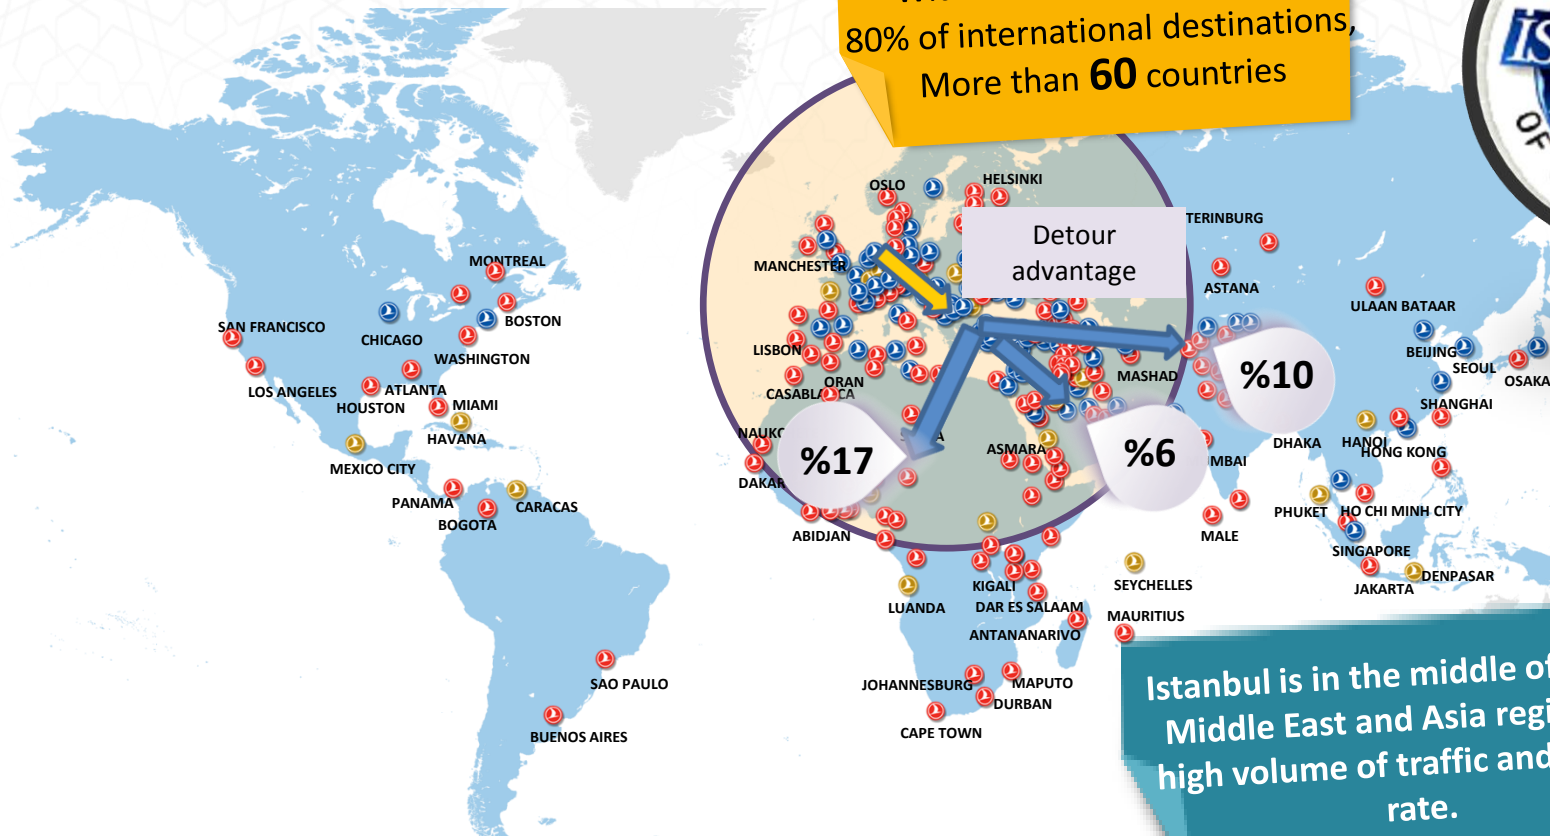 80% of international destinations,
More than 60 countries
OF
OSLO
HELSINKI
Detour
advantage
TERINBURG
MANCHESTER
MONTREAL
ASTANA
ULAAN BATAAR
BOSTON
SAN FRANCISCO
CHICAGO
WASHINGTON
LISBON
BEIJING
SEOUL
OSAKA
LOS ANGELES
ATLANTA
HOUSTON
MIAMI
ORAN
CASABLANCA
MASHAD
%10
SHANGHAI
HAVANA
ASMARA
%17
%6
DHAKA
HANOI
HONG KONG
MBAI
MEXICO CITY
DAKAR
PANAMA
CARACAS
BOGOTA
ABIDJAN
PHUKET
HO CHI MINH CITY
MALE
SINGAPORE
JAKARTA
DENPASAR
KIGALI
SEYCHELLES
LUANDA
DAR ES SALAAM
MAURITIUS
ANTANANARIVO
JOHANNESBURG
MAPUTO
DURBAN
CAPE TOWN
SAO PAULO
BUENOS AIRES
Istanbul is in the middle of
Middle East and Asia regi
high volume of traffic and
rate.